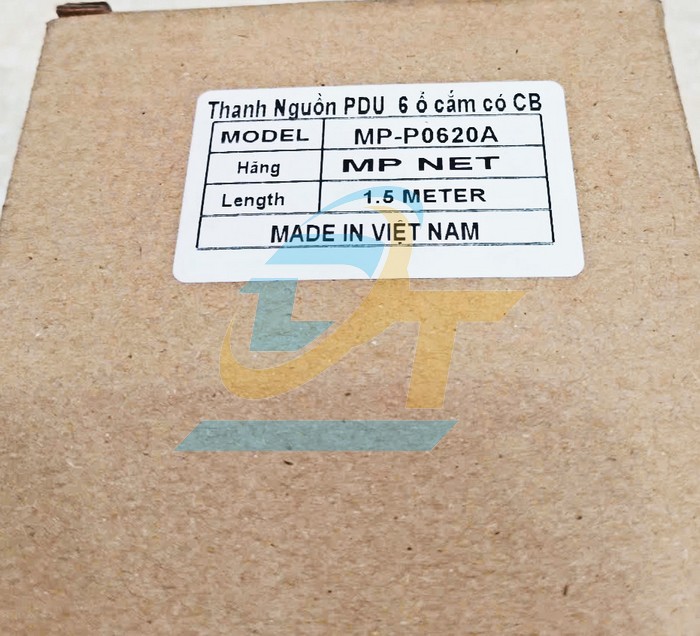 Thanh Nguồn PDU 6 ổ cắm có CB
MODEL MP-P0620A
Hãng MP NET
Length 1.5 METER
MADE IN VIỆT NAM